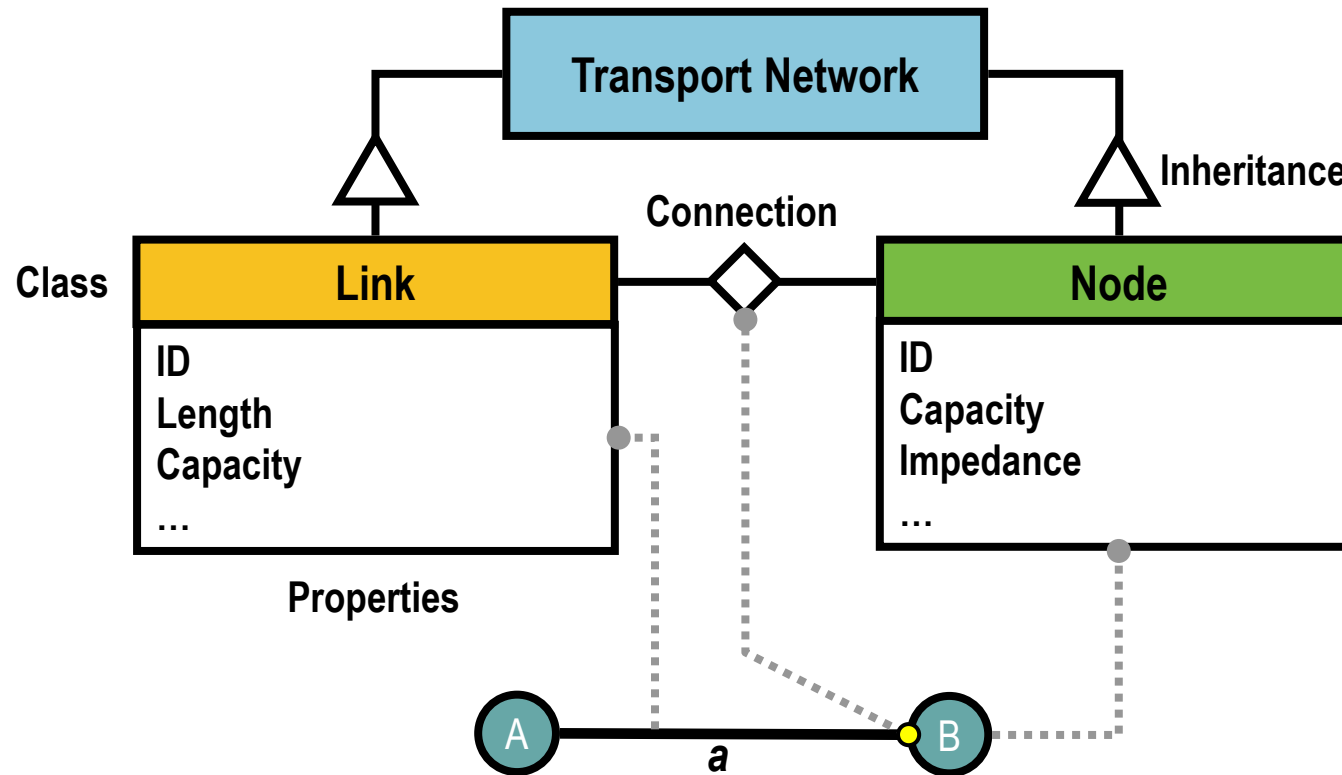 Transport Network
Inheritance
Connection
Class
Link
Node
ID
Length
Capacity
...
ID
Capacity
Impedance
...
Properties
A
B
a